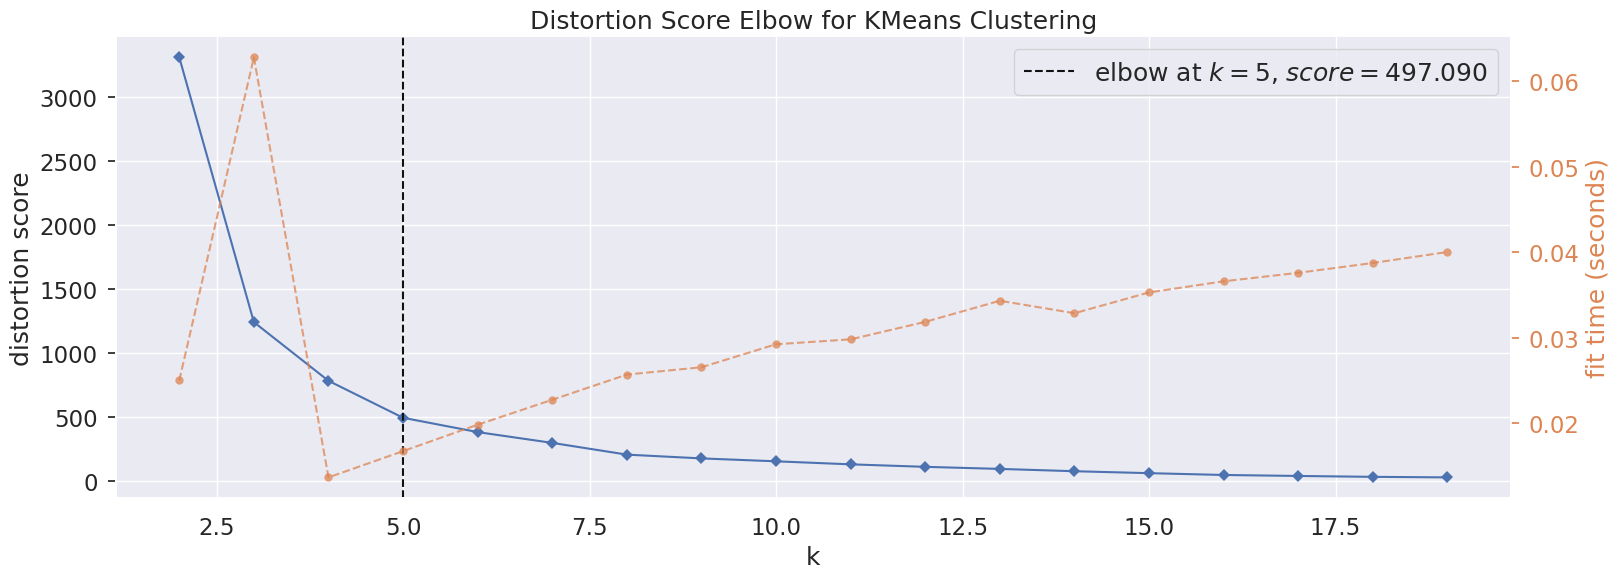 Distortion Score Elbow for KMeans Clustering
elbow at k = 5, score = 497.090
distortion score
3000
2500
2000
1500
1000
500
0
0.06
0.05
0.04
0.03
0.02
fit time (seconds)
2.5 5.0 7.5 10.0 12.5 15.0 17.5
k